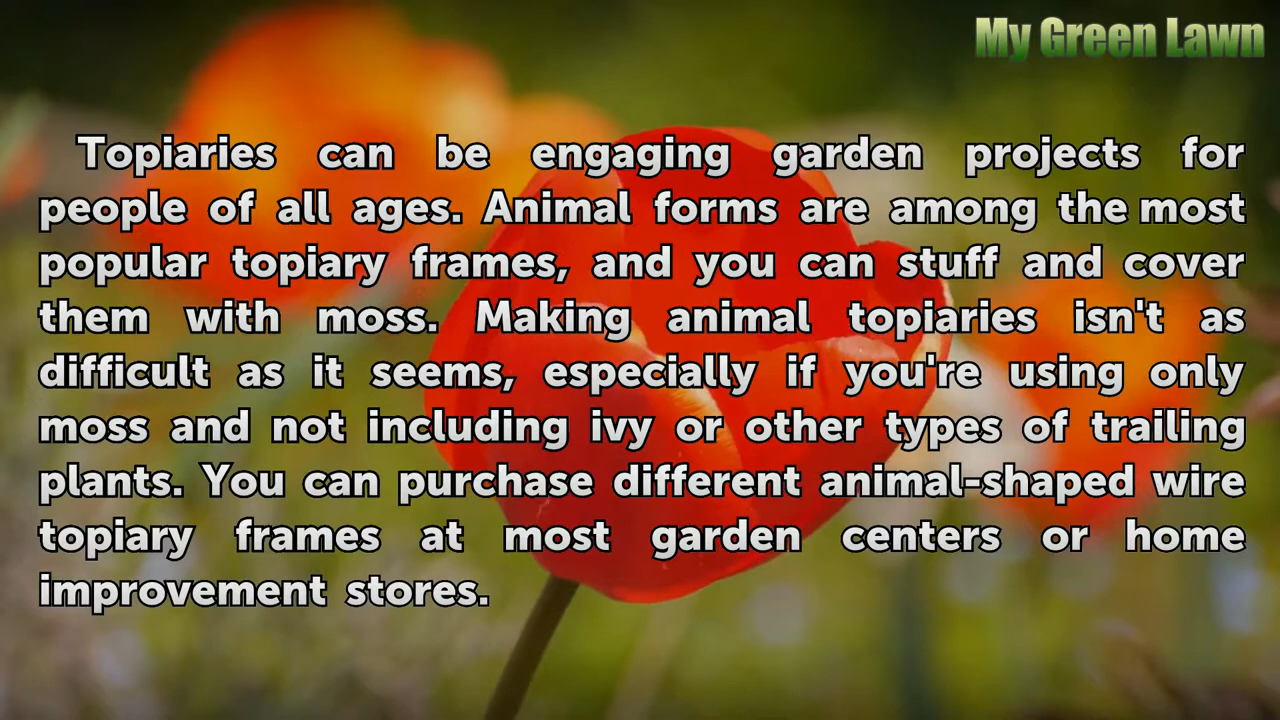 My Green Lawn
Topiaries can be engaging garden projects for
people of all ages. Animal forms are among the most
popular topiary frames, and you can stuff and cover
them with moss. Making animal topiaries isn't as
difficult as it seems, especially if you're using only
moss and not including ivy or other types of trailing
plants. You can purchase different animal-shaped wire
topiary frames at most garden centers or home
improvement stores.